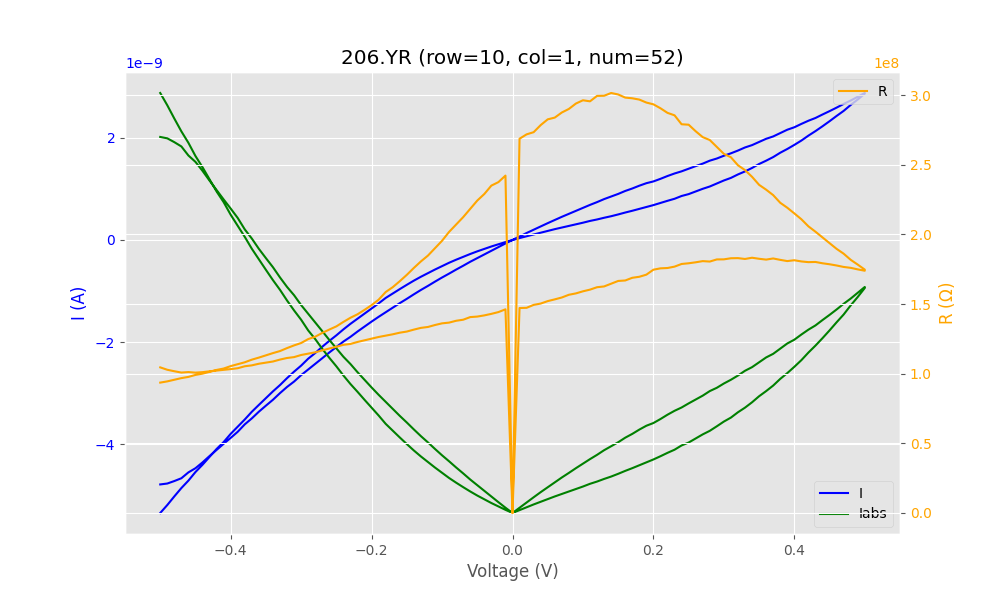 206.YR (row=10, col=1, num=52)
1e−9
1e8
R
2
0
−2
−4
I (A)
3.0
2.5
2.0
1.5
1.0
0.5
0.0
R (Ω)
I
Iabs
−0.4
−0.2
0.0
0.2
0.4
Voltage (V)